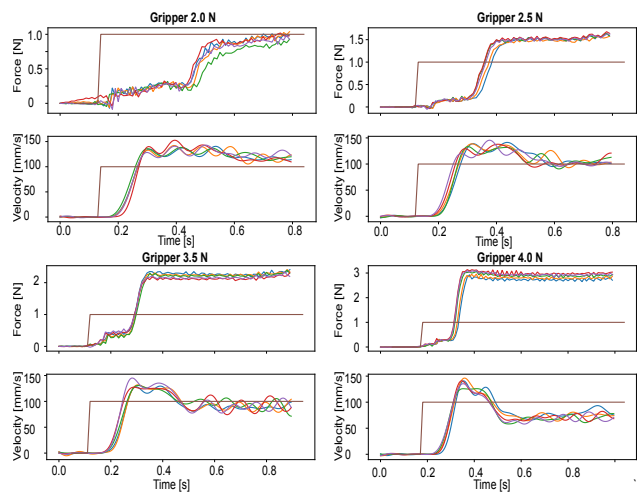 Gripper 2.0 N
Gripper 2.5 N
Force [N]
1.0
0.5
0
Force [N]
1.5
1.0
0.5
0.0
Velocity [mm/s]
150
100
50
0
0.0 0.2 0.4 0.6 0.8
Time [s]
Velocity [mm/s]
150
100
50
0
0.0 0.2 0.4 0.6 0.8
Time [s]
Gripper 3.5 N
Gripper 4.0 N
Force [N]
2
1
0
Force [N]
3
2
1
0
Velocity [mm/s]
150
100
50
0
0.0 0.2 0.4 0.6 0.8
Time [s]
Velocity [mm/s]
150
100
50
0
0.0 0.2 0.4 0.6 0.8
Time [s]